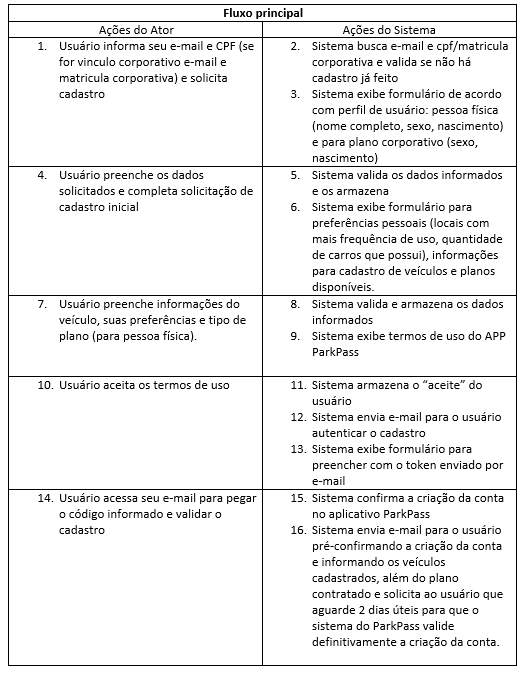 Fluxo principal
Ações do Ator
Ações do Sistema
1. Usuário informa seu e-mail e CPF (se
for vinculo corporativo e-mail e
matricula corporativa) e solicita
cadastro
2. Sistema busca e-mail e cpf/matricula
corporativa e valida se não há
cadastro já feito
3. Sistema exibe formulário de acordo
com perfil de usuário: pessoa física
(nome completo, sexo, nascimento)
e para plano corporativo (sexo,
nascimento)
4. Usuário preenche os dados
solicitados e completa solicitação de
cadastro inicial
5. Sistema valida os dados informados
e os armazena
6. Sistema exibe formulário para
preferências pessoais (locais com
mais frequência de uso, quantidade
de carros que possui), informações
para cadastro de veículos e planos
disponíveis.
7. Usuário preenche informações do
veículo, suas preferências e tipo de
plano (para pessoa física).
8. Sistema valida e armazena os dados
informados
9. Sistema exibe termos de uso do APP
ParkPass
10. Usuário aceita os termos de uso
11. Sistema armazena o “aceite” do
usuário
12. Sistema envia e-mail para o usuário
autenticar o cadastro
13. Sistema exibe formulário para
preencher com o token enviado por
e-mail
14. Usuário acessa seu e-mail para pegar
o código informado e validar o
cadastro
15. Sistema confirma a criação da conta
no aplicativo ParkPass
16. Sistema envia e-mail para o usuário
pré-confirmando a criação da conta
e informando os veículos
cadastrados, além do plano
contratado e solicita ao usuário que
aguarde 2 dias úteis para que o
sistema do ParkPass valide
definitivamente a criação da conta.